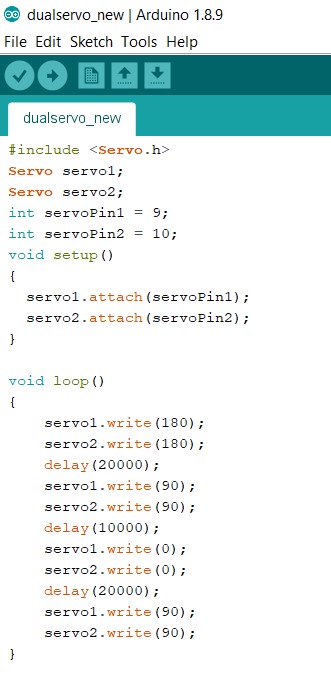 dualservo_new | Arduino 1.8.9
File Edit Sketch Tools Help
dualservo_new
#include <Servo.h>
Servo servo1;
Servo servo2;
int servoPin1 = 9;
int servoPin2 = 10;
void setup()
{
  servo1.attach(servoPin1);
  servo2.attach(servoPin2);
}

void loop()
{
    servo1.write(180);
    servo2.write(180);
    delay(20000);
    servo1.write(90);
    servo2.write(90);
    delay(10000);
    servo1.write(0);
    servo2.write(0);
    delay(20000);
    servo1.write(90);
    servo2.write(90);
}